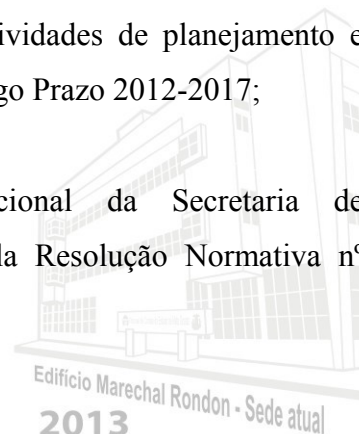 ividades de planejamento e
go Prazo 2012-2017;
cional da Secretaria de
la Resolução Normativa nº
Edifício Marechal Rondon - Sede atual
2013